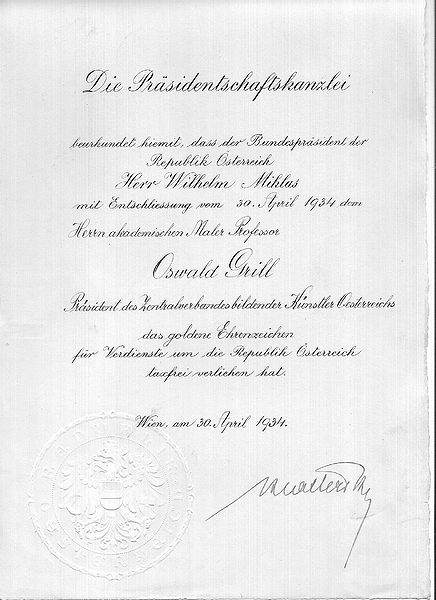 Die Präsidentschaftskanzlei
beurkundet hiemit, dass der Bundespräsident der
Republik Österreich
Herr Wilhelm Miklas
mit Entschliessung vom 30. April 1934 dem
Herrn akademischen Maler Professor
Oswald Grill
Präsident des Zentralverbandes bildender Künstler Oesterreichs
das goldene Ehrenzeichen
für Verdienste um die Republik Österreich
taxfrei verliehen hat.
Wien, am 30. April 1934.